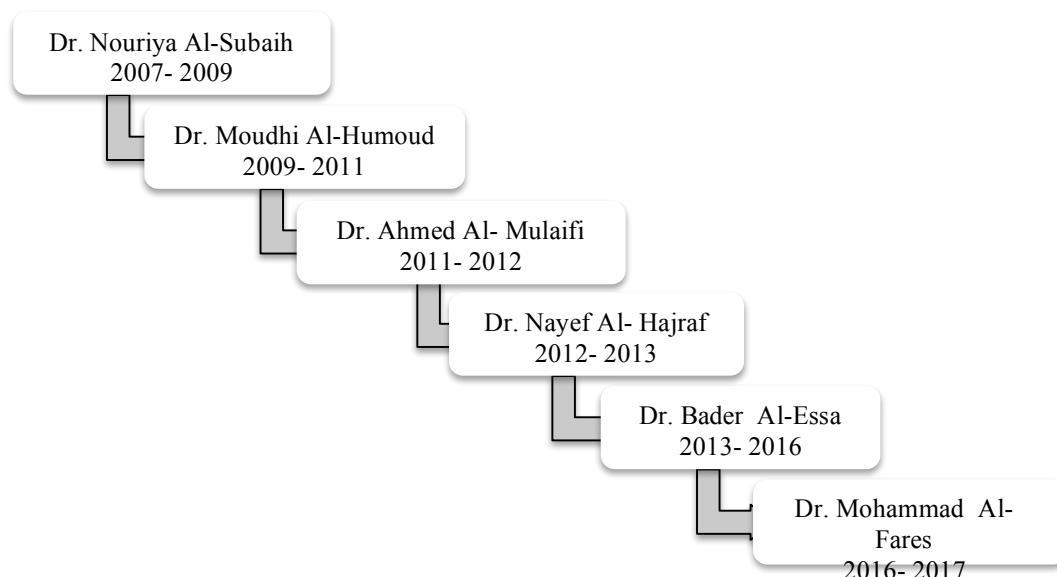 Dr. Nouriya Al-Subaih
2007- 2009
Dr. Moudhi Al-Humoud
2009- 2011
Dr. Ahmed Al- Mulaifi
2011- 2012
Dr. Nayef Al- Hajraf
2012- 2013
Dr. Bader  Al-Essa
2013- 2016
Dr. Mohammad  Al-
Fares
2016- 2017